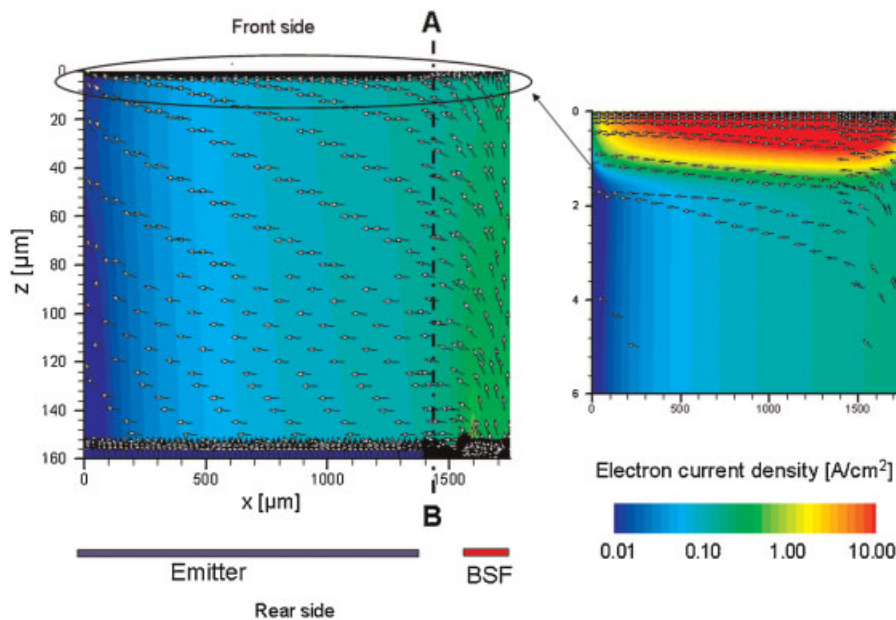 Front side
A
0
20
40
60
80
100
120
140
160
z [µm]
0
500
1000
1500
x [µm]
B
Emitter
BSF
Rear side
0
2
4
6
0
500
1000
1500
Electron current density [A/cm²]
0.01 0.10 1.00 10.00